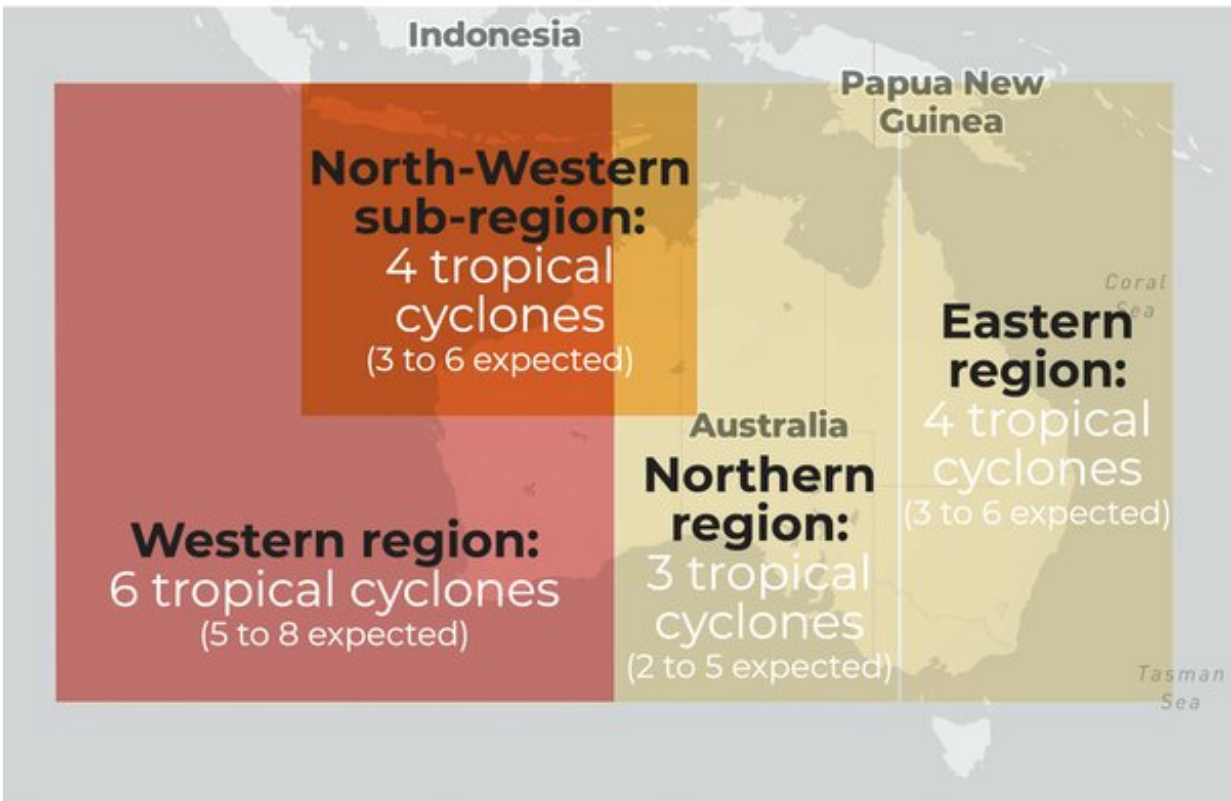 Indonesia
Papua New
Guinea
North-Western
sub-region:
4 tropical
cyclones
(3 to 6 expected)
Coral
Sea
Eastern
region:
4 tropical
cyclones
(3 to 6 expected)
Australia
Northern
region:
3 tropical
cyclones
(2 to 5 expected)
Western region:
6 tropical cyclones
(5 to 8 expected)
Tasman
Sea